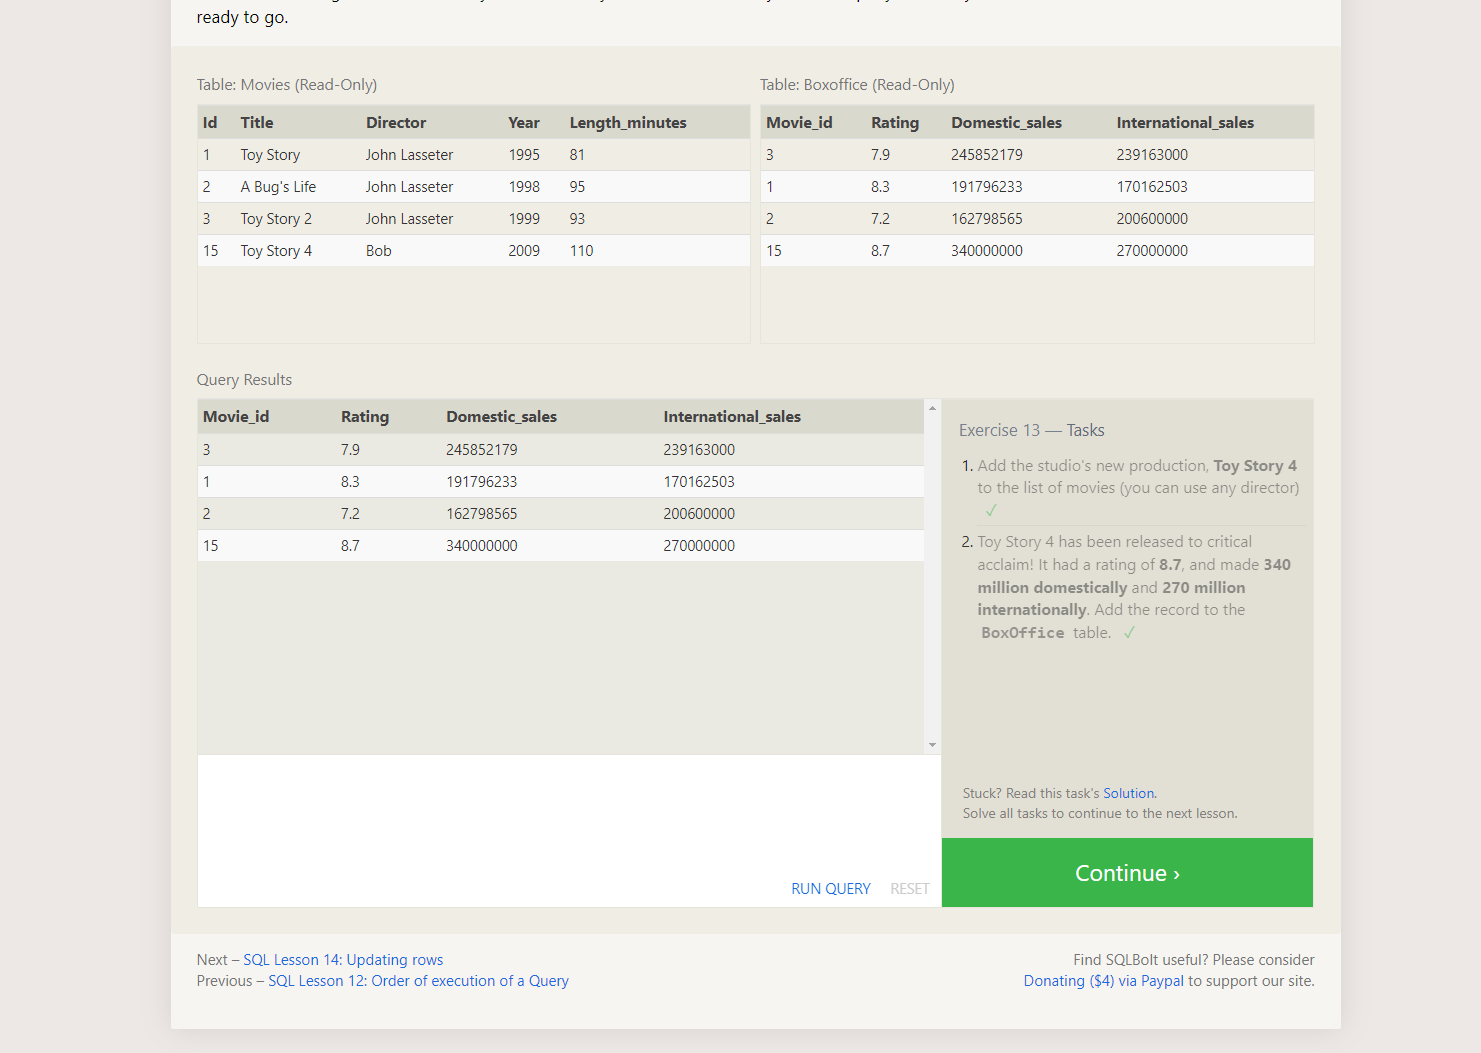 ready to go.
Table: Movies (Read-Only)
Id Title Director Year Length_minutes
1 Toy Story John Lasseter 1995 81
2 A Bug's Life John Lasseter 1998 95
3 Toy Story 2 John Lasseter 1999 93
15 Toy Story 4 Bob 2009 110
Table: Boxoffice (Read-Only)
Movie_id Rating Domestic_sales International_sales
3 7.9 245852179 239163000
1 8.3 191796233 170162503
2 7.2 162798565 200600000
15 8.7 340000000 270000000
Query Results
Movie_id Rating Domestic_sales International_sales
3 7.9 245852179 239163000
1 8.3 191796233 170162503
2 7.2 162798565 200600000
15 8.7 340000000 270000000
RUN QUERY RESET
Exercise 13 — Tasks
1. Add the studio's new production, Toy Story 4
to the list of movies (you can use any director)
✓
2. Toy Story 4 has been released to critical
acclaim! It had a rating of 8.7, and made 340
million domestically and 270 million
internationally. Add the record to the
BoxOffice table. ✓
Stuck? Read this task's Solution.
Solve all tasks to continue to the next lesson.
Continue ›
Next – SQL Lesson 14: Updating rows
Previous – SQL Lesson 12: Order of execution of a Query
Find SQLBolt useful? Please consider
Donating ($4) via Paypal to support our site.